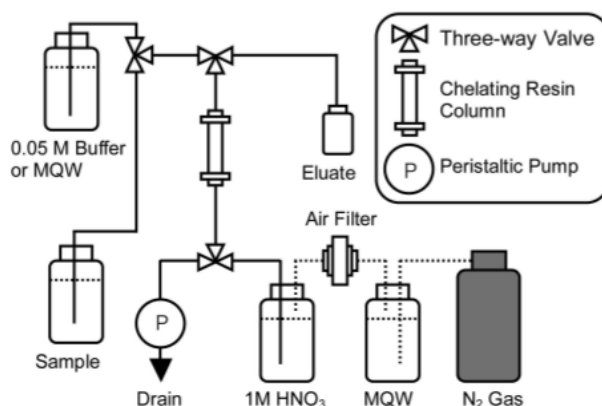 Three-way Valve
Chelating Resin
Column
P
Peristaltic Pump
0.05 M Buffer
or MQW
Eluate
Air Filter
Sample
P
Drain
1M HNO₃
MQW
N₂ Gas